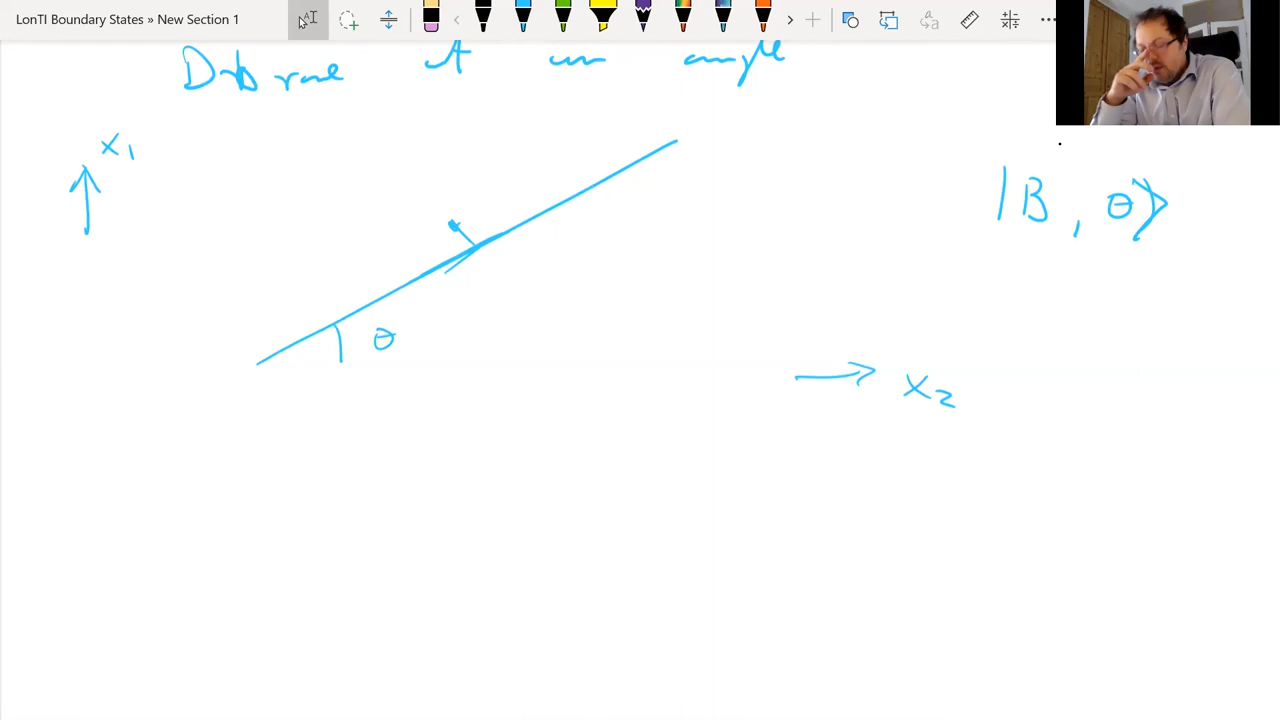 LonTI Boundary States » New Section 1
D-brane at an angle
x₁
|B, θ⟩
θ
x₂